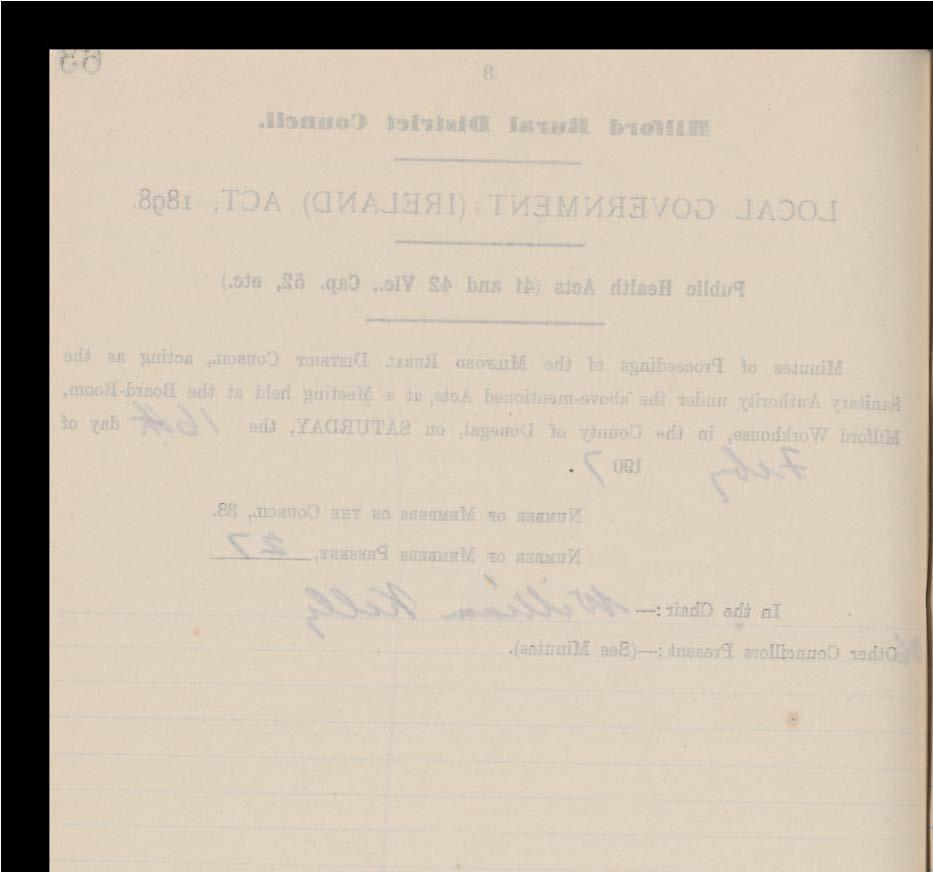 63
8
Milford Rural District Council.
LOCAL GOVERNMENT (IRELAND) ACT, 1898.
Public Health Acts (41 and 42 Vic., Cap. 52, etc.)
Minutes of Proceedings of the MILFORD RURAL DISTRICT COUNCIL, acting as the
Sanitary Authority under the above-mentioned Acts, at a Meeting held at the Board-Room,
Milford Workhouse, in the County of Donegal, on SATURDAY, the 16th day of
Feby 1907.
NUMBER OF MEMBERS ON THE COUNCIL, 38.
NUMBER OF MEMBERS PRESENT, 27
In the Chair:— William Kelly
Other Councillors Present:—(See Minutes).